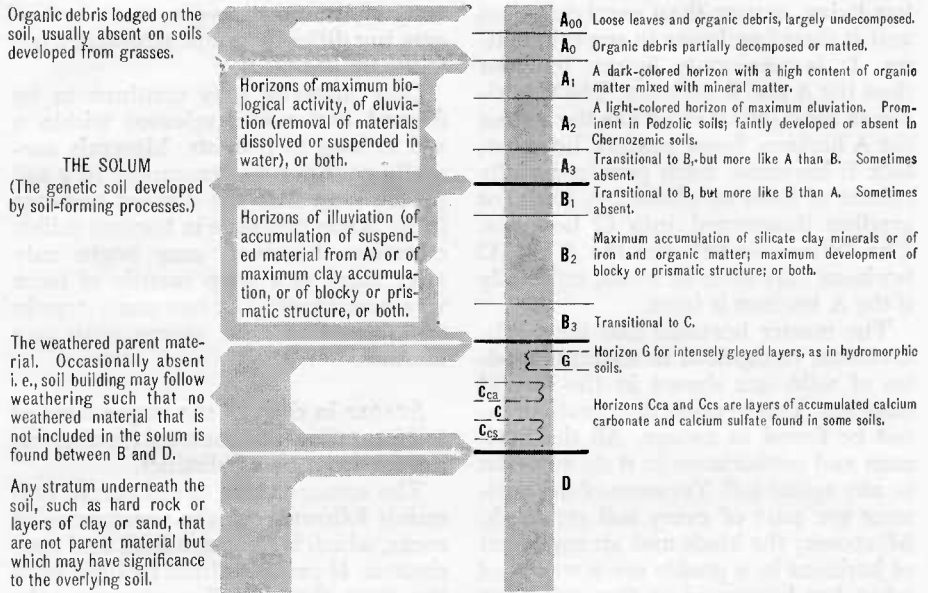 Organic debris lodged on the
soil, usually absent on soils
developed from grasses.
THE SOLUM
(The genetic soil developed
by soil-forming processes.)
The weathered parent mate-
rial. Occasionally absent
i. e., soil building may follow
weathering such that no
weathered material that is
not included in the solum is
found between B and D.
Any stratum underneath the
soil, such as hard rock or
layers of clay or sand, that
are not parent material but
which may have significance
to the overlying soil.
Horizons of maximum bio-
logical activity, of eluvia-
tion (removal of materials
dissolved or suspended in
water), or both.
Horizons of illuviation (of
accumulation of suspend-
ed material from A) or of
maximum clay accumula-
tion, or of blocky or pris-
matic structure, or both.
A₀₀ Loose leaves and organic debris, largely undecomposed.
A₀ Organic debris partially decomposed or matted.
A₁ A dark-colored horizon with a high content of organic
matter mixed with mineral matter.
A₂ A light-colored horizon of maximum eluviation. Prom-
inent in Podzolic soils; faintly developed or absent in
Chernozemic soils.
A₃ Transitional to B, but more like A than B. Sometimes
absent.
B₁ Transitional to B, but more like B than A. Sometimes
absent.
B₂ Maximum accumulation of silicate clay minerals or of
iron and organic matter; maximum development of
blocky or prismatic structure; or both.
B₃ Transitional to C.
G Horizon G for intensely gleyed layers, as in hydromorphic
soils.
Cca
C
Ccs
Horizons Cca and Ccs are layers of accumulated calcium
carbonate and calcium sulfate found in some soils.
D